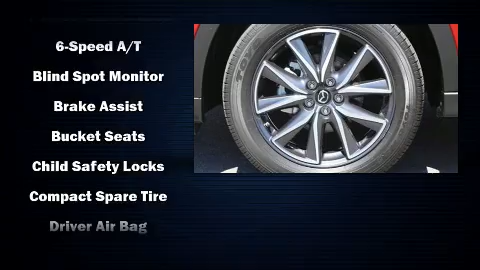 6-Speed A/T
Blind Spot Monitor
Brake Assist
Bucket Seats
Child Safety Locks
Compact Spare Tire
Driver Air Bag